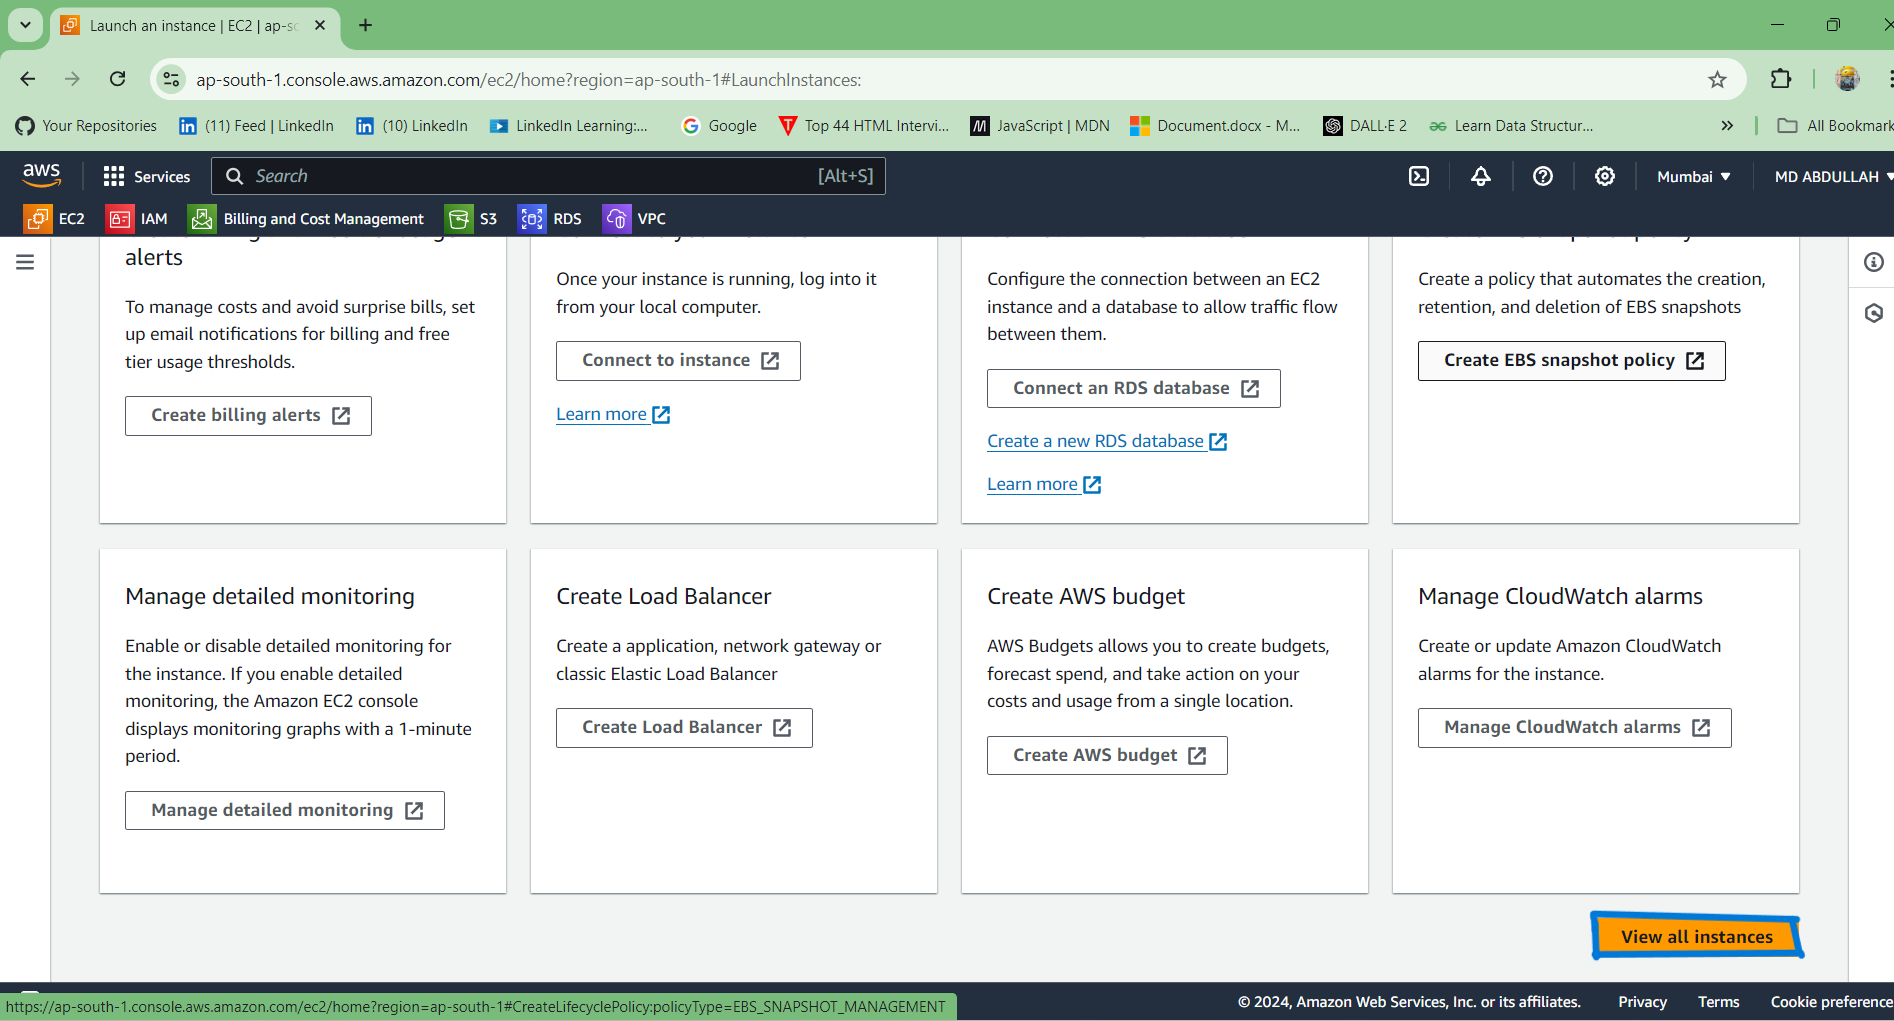 Launch an instance | EC2 | ap-so
ap-south-1.console.aws.amazon.com/ec2/home?region=ap-south-1#LaunchInstances:
Your Repositories
(11) Feed | LinkedIn
(10) LinkedIn
LinkedIn Learning:...
Google
Top 44 HTML Intervi...
JavaScript | MDN
Document.docx - M...
DALL·E 2
Learn Data Structur...
All Bookmark
aws
Services
Search
[Alt+S]
Mumbai
MD ABDULLAH
EC2
IAM
Billing and Cost Management
S3
RDS
VPC
alerts
To manage costs and avoid surprise bills, set
up email notifications for billing and free
tier usage thresholds.
Create billing alerts
Once your instance is running, log into it
from your local computer.
Connect to instance
Learn more
Configure the connection between an EC2
instance and a database to allow traffic flow
between them.
Connect an RDS database
Create a new RDS database
Learn more
Create a policy that automates the creation,
retention, and deletion of EBS snapshots
Create EBS snapshot policy
Manage detailed monitoring
Enable or disable detailed monitoring for
the instance. If you enable detailed
monitoring, the Amazon EC2 console
displays monitoring graphs with a 1-minute
period.
Manage detailed monitoring
Create Load Balancer
Create a application, network gateway or
classic Elastic Load Balancer
Create Load Balancer
Create AWS budget
AWS Budgets allows you to create budgets,
forecast spend, and take action on your
costs and usage from a single location.
Create AWS budget
Manage CloudWatch alarms
Create or update Amazon CloudWatch
alarms for the instance.
Manage CloudWatch alarms
View all instances
https://ap-south-1.console.aws.amazon.com/ec2/home?region=ap-south-1#CreateLifecyclePolicy:policyType=EBS_SNAPSHOT_MANAGEMENT
© 2024, Amazon Web Services, Inc. or its affiliates.
Privacy
Terms
Cookie preference